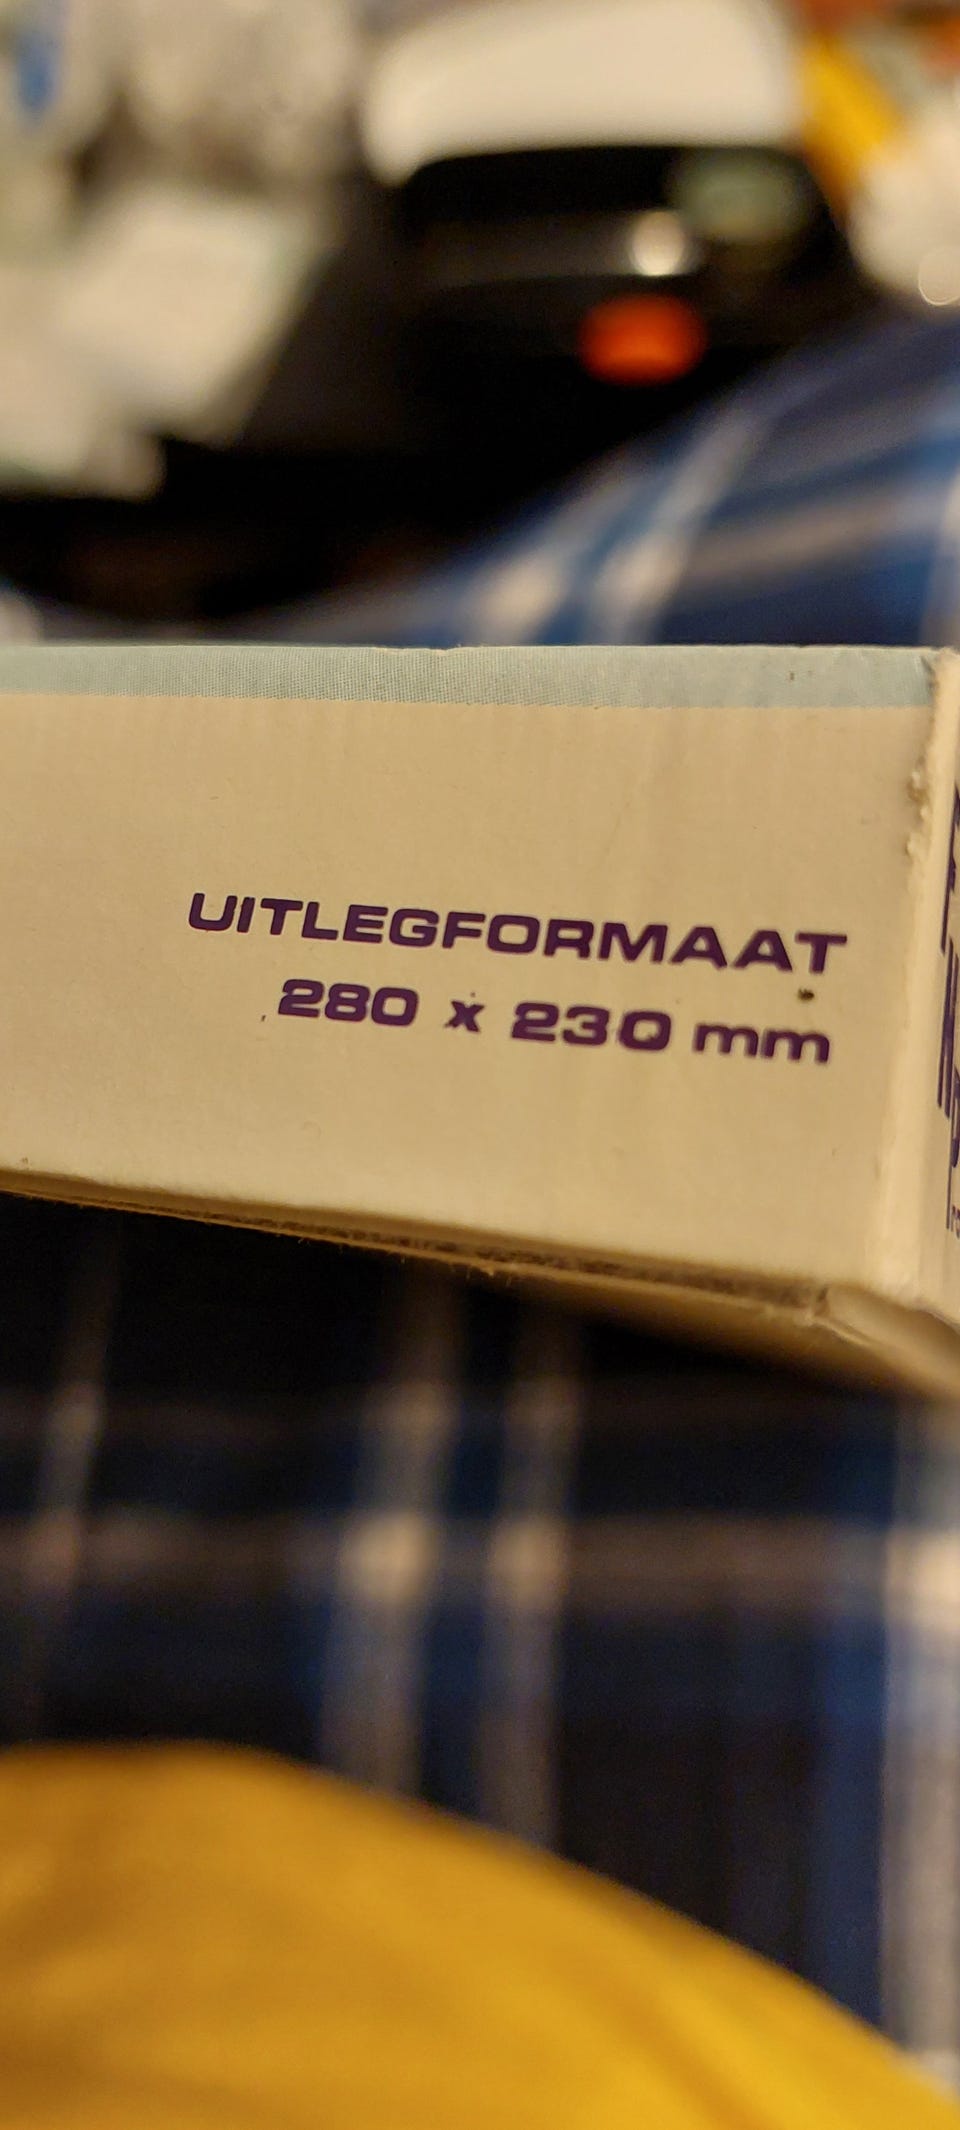 UITLEGFORMAAT
280 x 230 mm